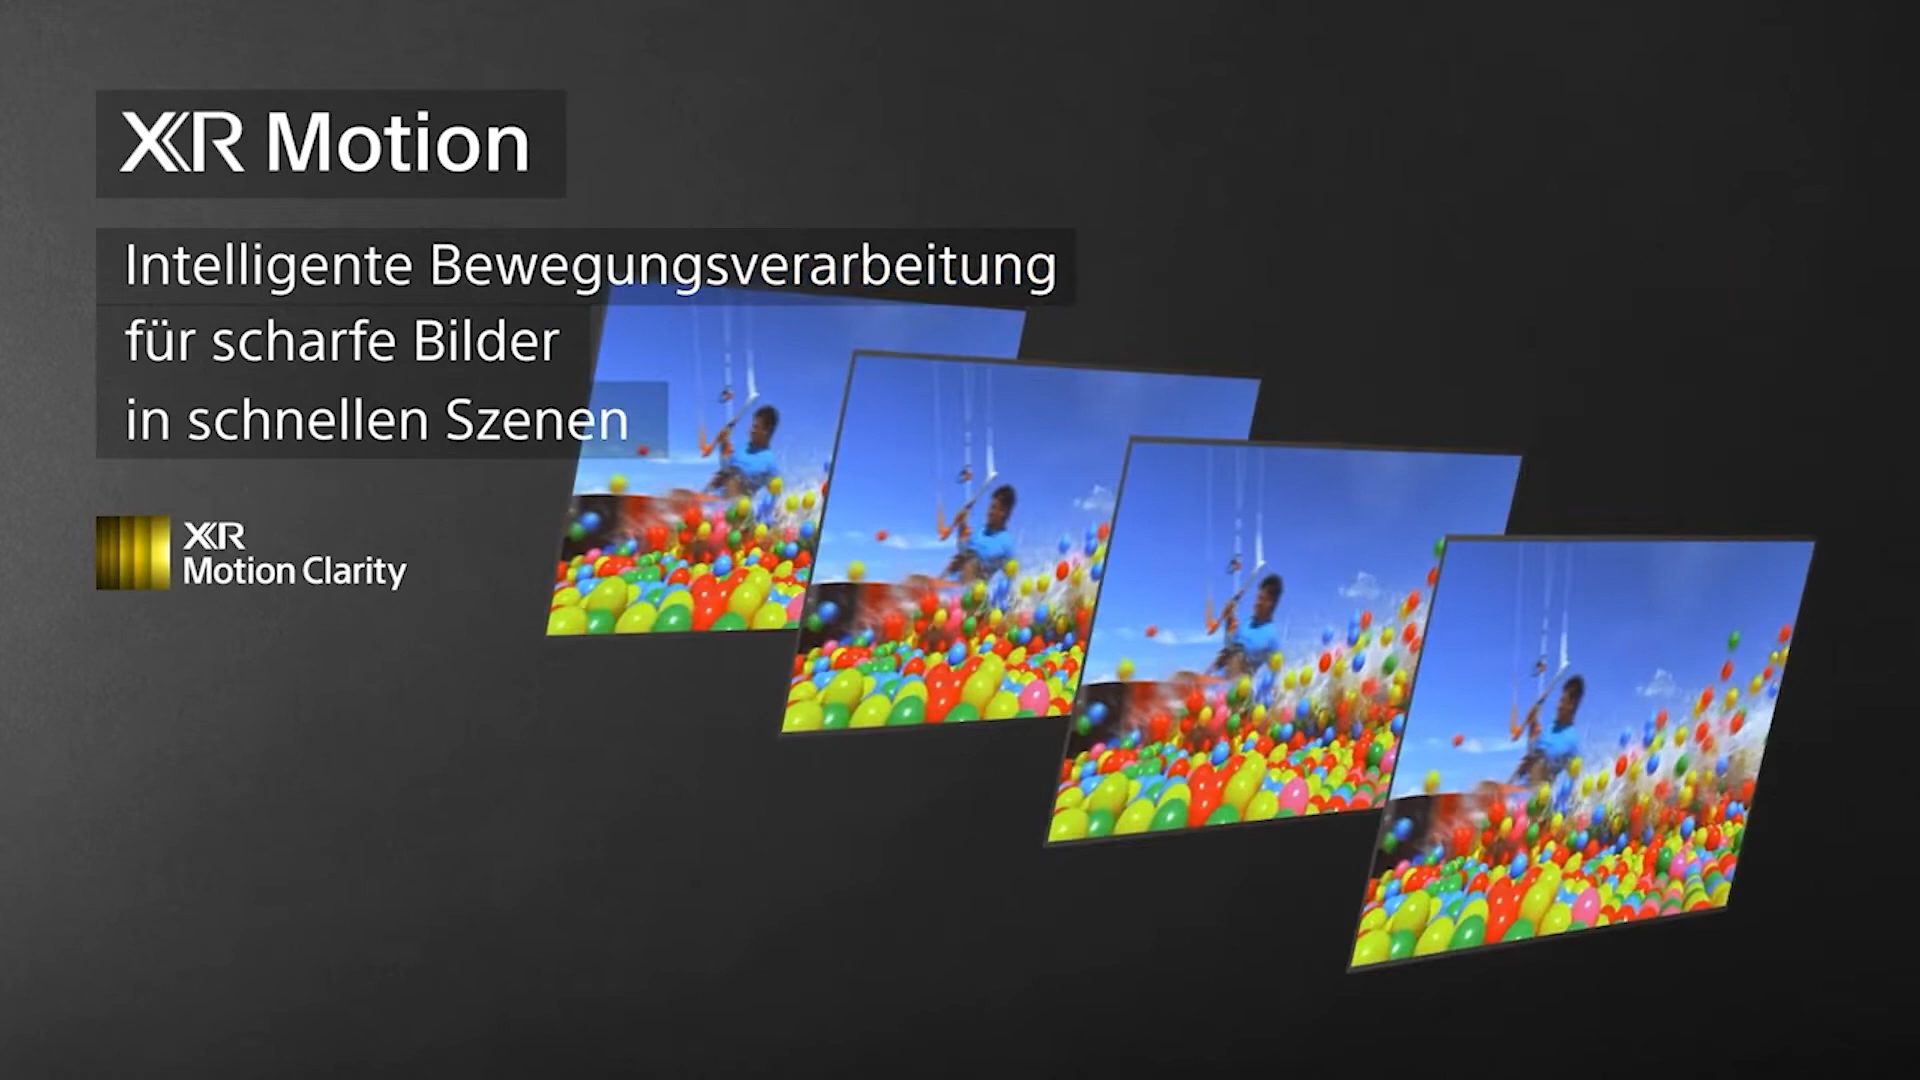 XR Motion
Intelligente Bewegungsverarbeitung
für scharfe Bilder
in schnellen Szenen
XR
Motion Clarity